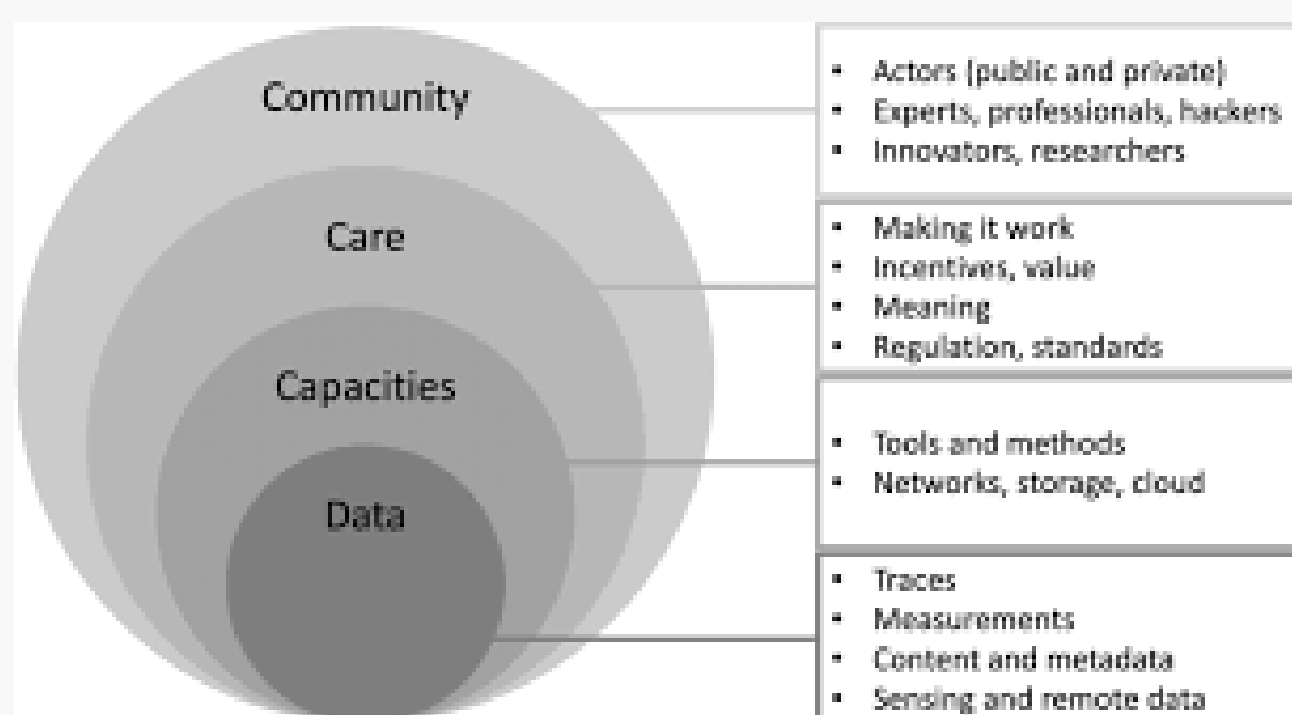 Community
Care
Capacities
Data
• Actors (public and private)
• Experts, professionals, hackers
• Innovators, researchers
• Making it work
• Incentives, value
• Meaning
• Regulation, standards
• Tools and methods
• Networks, storage, cloud
• Traces
• Measurements
• Content and metadata
• Sensing and remote data